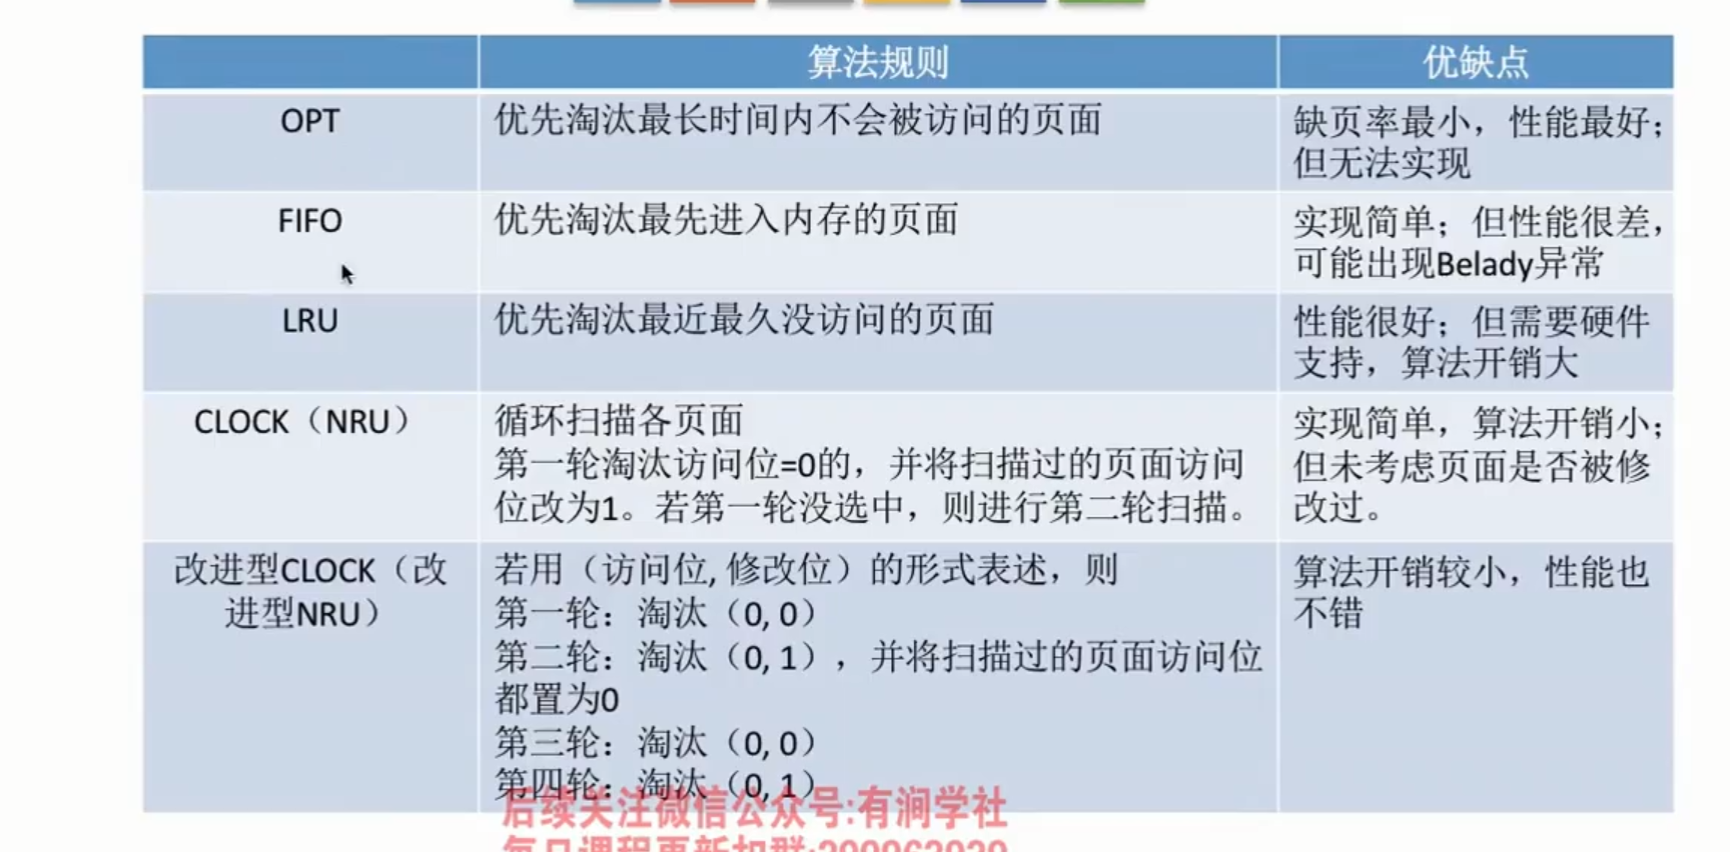 算法规则
优缺点
OPT
优先淘汰最长时间内不会被访问的页面
缺页率最小，性能最好；
但无法实现
FIFO
优先淘汰最先进入内存的页面
实现简单；但性能很差，
可能出现Belady异常
LRU
优先淘汰最近最久没访问的页面
性能很好；但需要硬件
支持，算法开销大
CLOCK（NRU）
循环扫描各页面
第一轮淘汰访问位=0的，并将扫描过的页面访问
位改为1。若第一轮没选中，则进行第二轮扫描。
实现简单，算法开销小；
但未考虑页面是否被修
改过。
改进型CLOCK（改
进型NRU）
若用（访问位, 修改位）的形式表述，则
第一轮：淘汰（0, 0）
第二轮：淘汰（0, 1），并将扫描过的页面访问位
都置为0
第三轮：淘汰（0, 0）
第四轮：淘汰（0, 1）
算法开销较小，性能也
不错
后续关注微信公众号:有涧学社